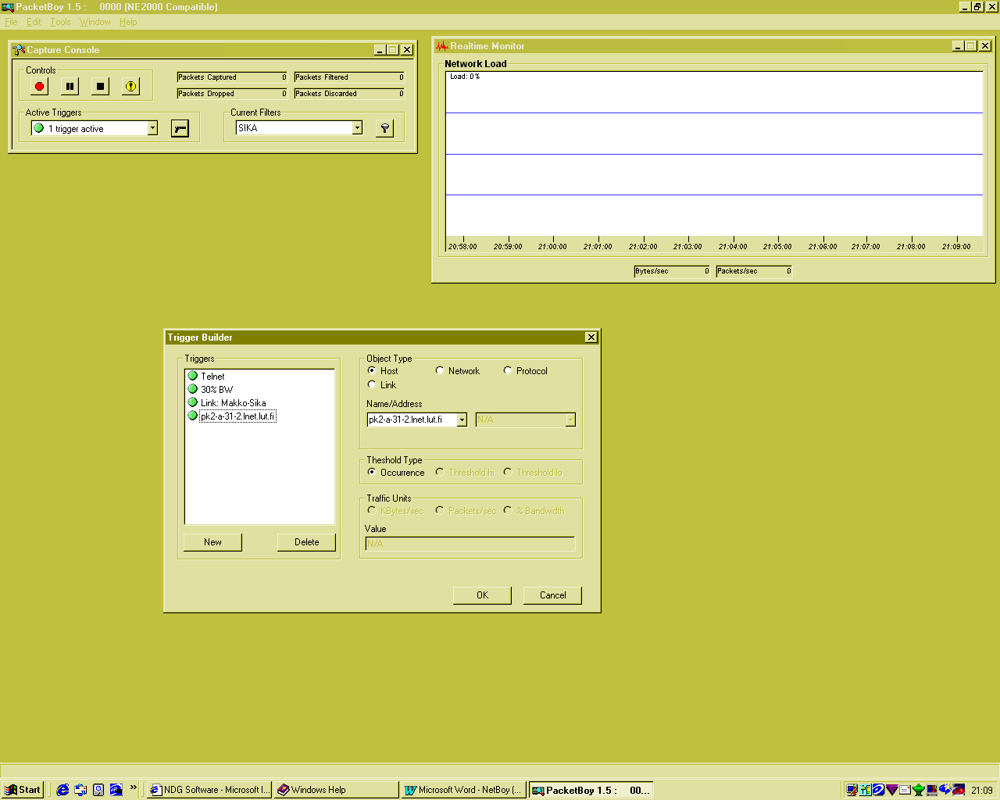 PacketBoy 1.5 : 0000 (NE2000 Compatible)
File Edit Tools Window Help
Capture Console
Controls
Packets Captured 0
Packets Filtered 0
Packets Dropped 0
Packets Discarded 0
Active Triggers
1 trigger active
Current Filters
SIKA
Realtime Monitor
Network Load
Load: 0%
20:58:00 20:59:00 21:00:00 21:01:00 21:02:00 21:03:00 21:04:00 21:05:00 21:06:00 21:07:00 21:08:00 21:09:00
Bytes/sec 0
Packets/sec 0
Trigger Builder
Triggers
Telnet
30% BW
Link: Makko-Sika
pk2-a-31-2.lnet.lut.fi
New
Delete
Object Type
Host Network Protocol
Link
Name/Address
pk2-a-31-2.lnet.lut.fi
N/A
Theshold Type
Occurrence Threshold hi Threshold lo
Traffic Units
KBytes/sec Packets/sec % Bandwidth
Value
N/A
OK
Cancel
Start
»
NDG Software - Microsoft I...
Windows Help
Microsoft Word - NetBoy (...
PacketBoy 1.5 : 00...
21:09